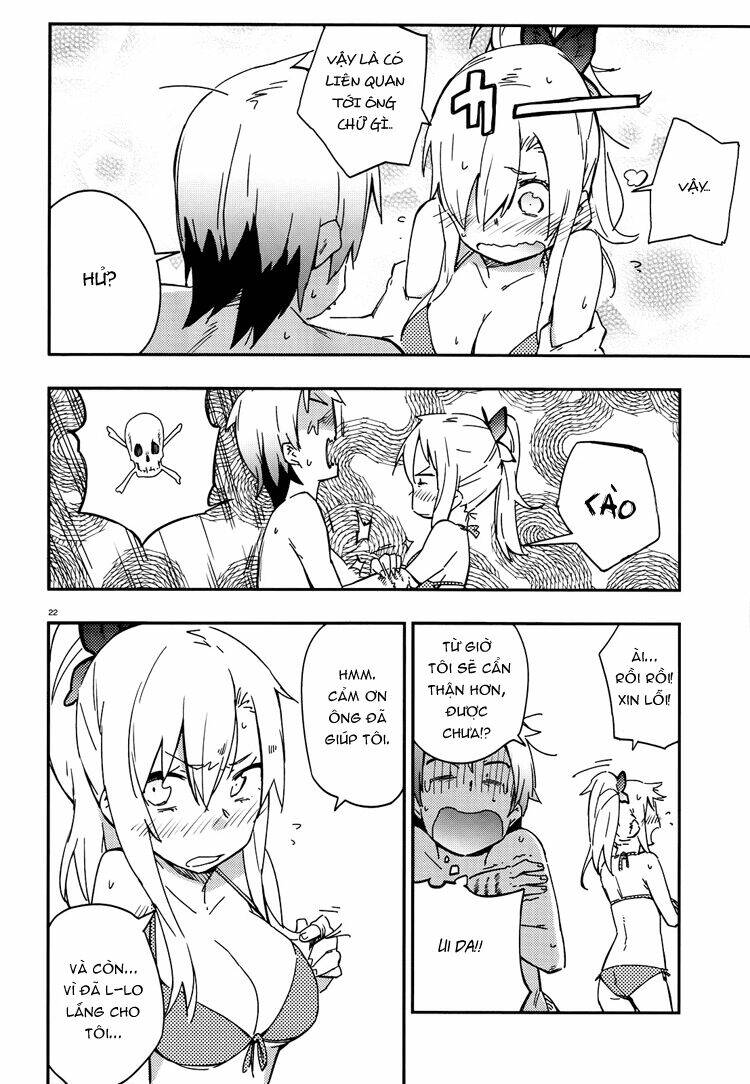 VẬY..
VẬY LÀ CÓ
LIÊN QUAN
TỚI ÔNG
CHỨ GÌ..
カー
HỬ?
CÀO
22
ÀI...
RỒI RỒI!
XIN LỖI!
TỪ GIỜ
TÔI SẼ CẨN
THẬN HƠN,
ĐƯỢC
CHƯA!?
UI DA!!
HMM.
CẢM ƠN
ÔNG ĐÃ
GIÚP TÔI.
VÀ CÒN...
VÌ ĐÃ L-LO
LẮNG CHO
TÔI...